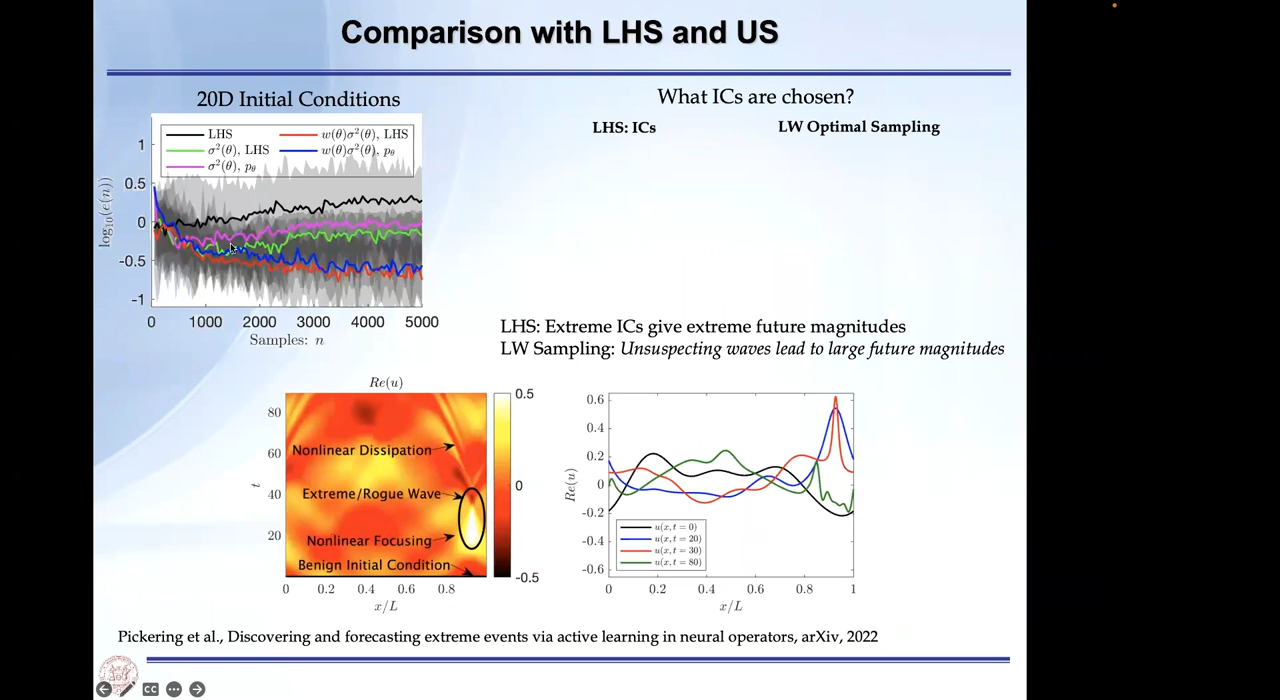 Comparison with LHS and US
20D Initial Conditions
What ICs are chosen?
LHS: ICs
LW Optimal Sampling
LHS
w(θ)σ²(θ), LHS
σ²(θ), LHS
w(θ)σ²(θ), pθ
σ²(θ), pθ
log₁₀(e(n))
1
0.5
0
-0.5
-1
0 1000 2000 3000 4000 5000
Samples: n
LHS: Extreme ICs give extreme future magnitudes
LW Sampling: Unsuspecting waves lead to large future magnitudes
Re(u)
t
80
60
40
20
Nonlinear Dissipation
Extreme/Rogue Wave
Nonlinear Focusing
Benign Initial Condition
0.5
0
-0.5
0 0.2 0.4 0.6 0.8
x/L
Re(u)
0.6
0.4
0.2
0
-0.2
-0.4
-0.6
u(x, t = 0)
u(x, t = 20)
u(x, t = 30)
u(x, t = 80)
0 0.2 0.4 0.6 0.8 1
x/L
Pickering et al., Discovering and forecasting extreme events via active learning in neural operators, arXiv, 2022
CC